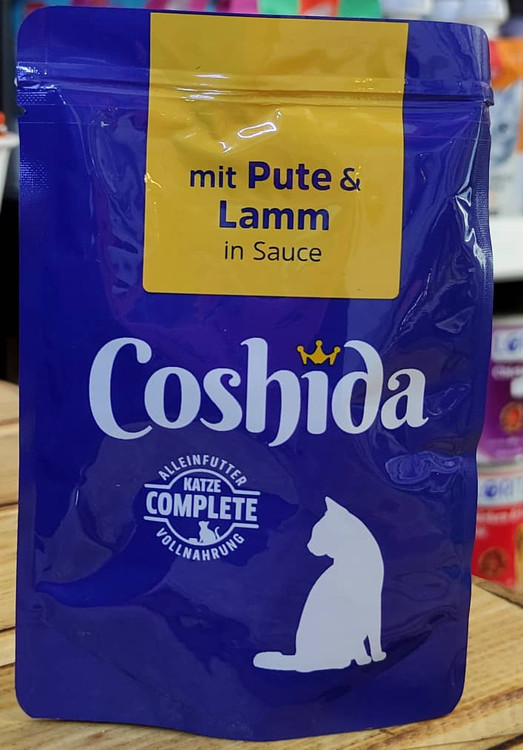 mit Pute &
Lamm
in Sauce
Coshida
ALLEINFUTTER
KATZE
COMPLETE
VOLLNAHRUNG